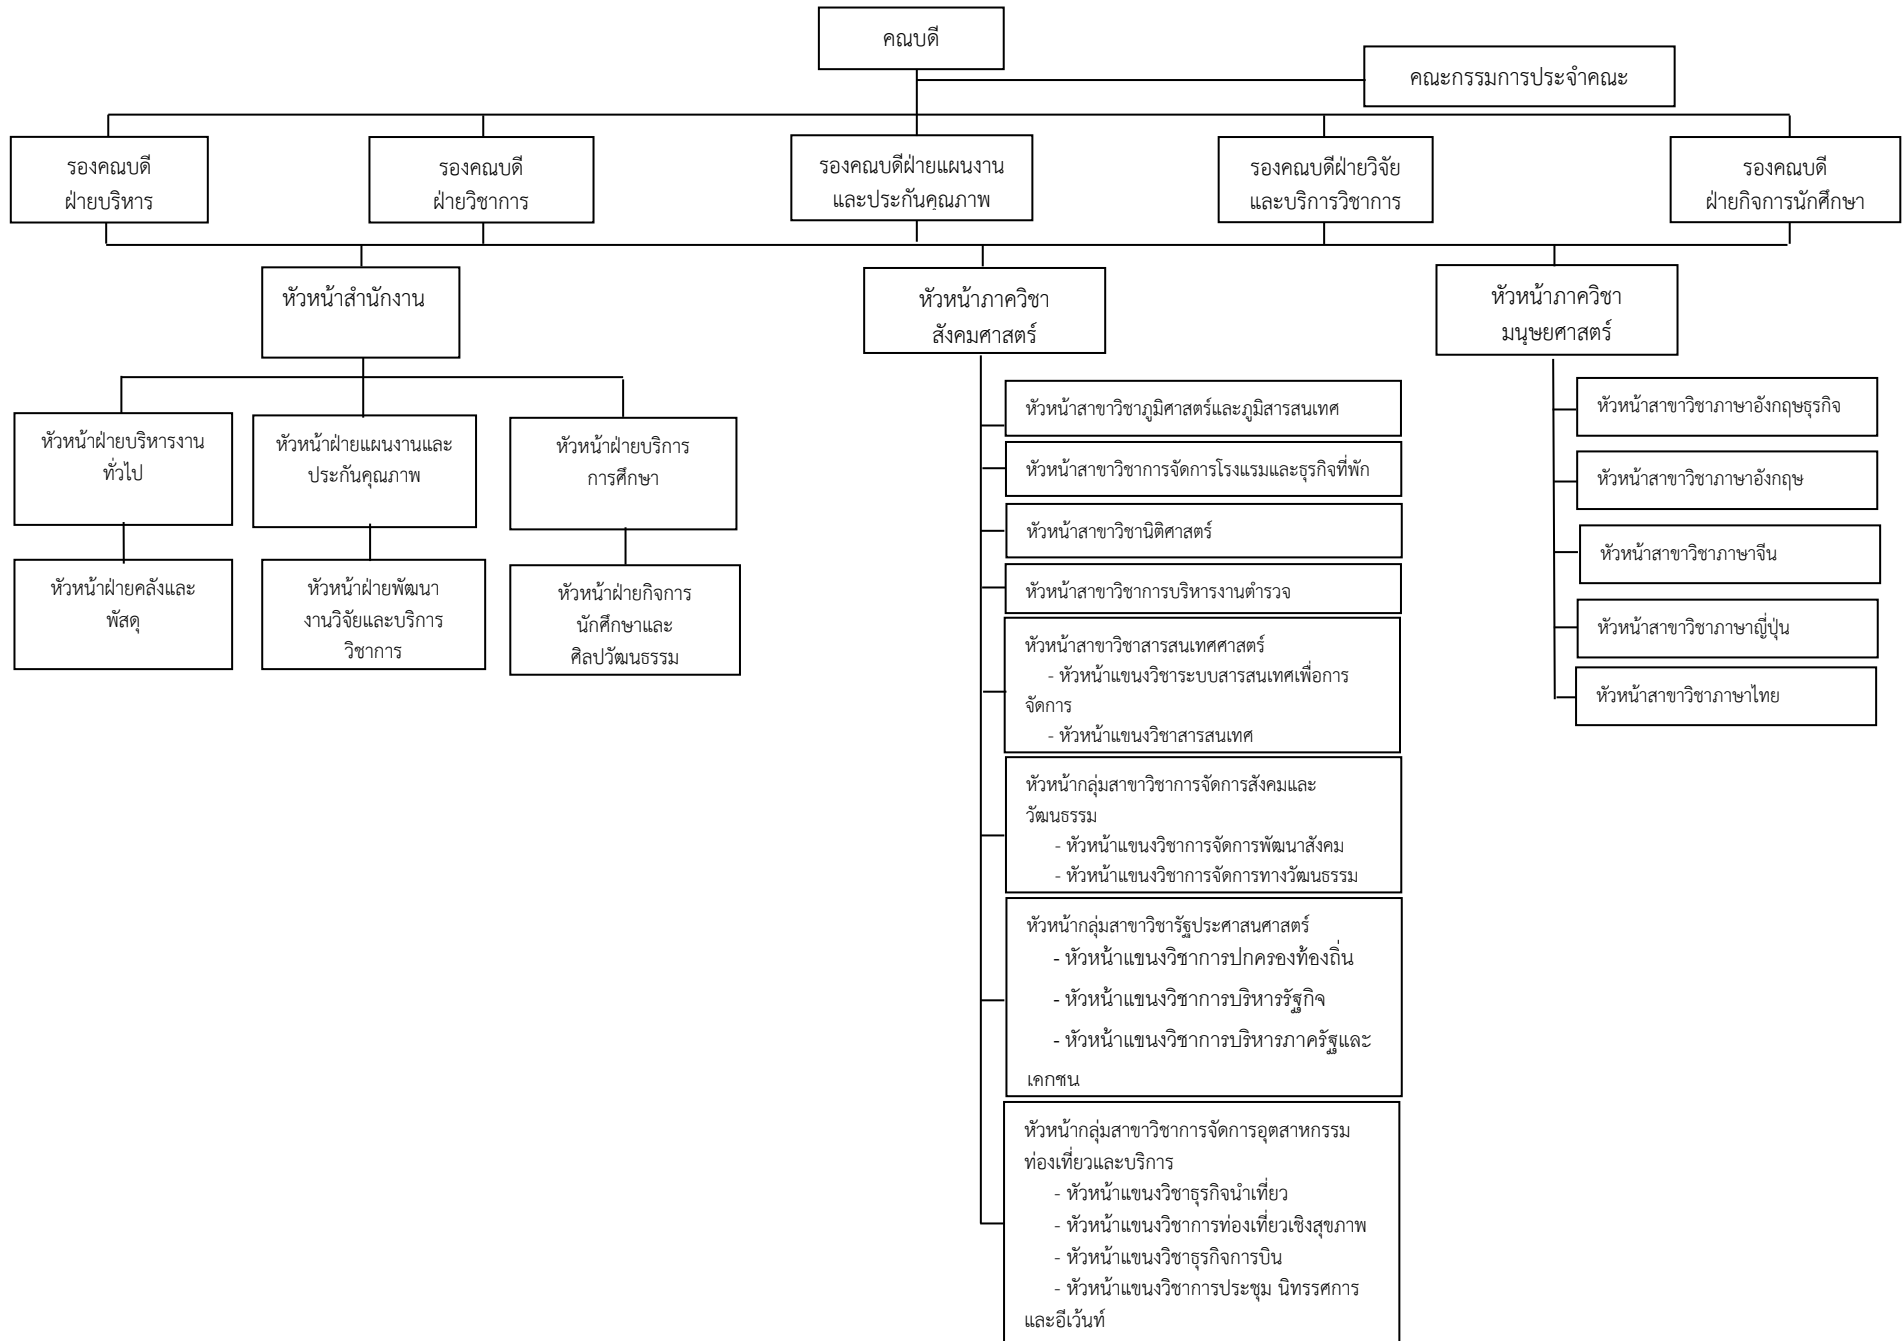 คณบดี
คณะกรรมการประจำคณะ
รองคณบดี
ฝ่ายบริหาร
รองคณบดี
ฝ่ายวิชาการ
รองคณบดีฝ่ายแผนงาน
และประกันคุณภาพ
รองคณบดีฝ่ายวิจัย
และบริการวิชาการ
รองคณบดี
ฝ่ายกิจการนักศึกษา
หัวหน้าสำนักงาน
หัวหน้าภาควิชา
สังคมศาสตร์
หัวหน้าภาควิชา
มนุษยศาสตร์
หัวหน้าฝ่ายบริหารงาน
ทั่วไป
หัวหน้าฝ่ายแผนงานและ
ประกันคุณภาพ
หัวหน้าฝ่ายบริการ
การศึกษา
หัวหน้าฝ่ายคลังและ
พัสดุ
หัวหน้าฝ่ายพัฒนา
งานวิจัยและบริการ
วิชาการ
หัวหน้าฝ่ายกิจการ
นักศึกษาและ
ศิลปวัฒนธรรม
หัวหน้าสาขาวิชาภูมิศาสตร์และภูมิสารสนเทศ
หัวหน้าสาขาวิชาการจัดการโรงแรมและธุรกิจที่พัก
หัวหน้าสาขาวิชานิติศาสตร์
หัวหน้าสาขาวิชาการบริหารงานตำรวจ
หัวหน้าสาขาวิชาสารสนเทศศาสตร์
- หัวหน้าแขนงวิชาระบบสารสนเทศเพื่อการ
จัดการ
- หัวหน้าแขนงวิชาสารสนเทศ
หัวหน้ากลุ่มสาขาวิชาการจัดการสังคมและ
วัฒนธรรม
- หัวหน้าแขนงวิชาการจัดการพัฒนาสังคม
- หัวหน้าแขนงวิชาการจัดการทางวัฒนธรรม
หัวหน้ากลุ่มสาขาวิชารัฐประศาสนศาสตร์
- หัวหน้าแขนงวิชาการปกครองท้องถิ่น
- หัวหน้าแขนงวิชาการบริหารรัฐกิจ
- หัวหน้าแขนงวิชาการบริหารภาครัฐและ
เคกชน
หัวหน้ากลุ่มสาขาวิชาการจัดการอุตสาหกรรม
ท่องเที่ยวและบริการ
- หัวหน้าแขนงวิชาธุรกิจนำเที่ยว
- หัวหน้าแขนงวิชาการท่องเที่ยวเชิงสุขภาพ
- หัวหน้าแขนงวิชาธุรกิจการบิน
- หัวหน้าแขนงวิชาการประชุม นิทรรศการ
และอีเว้นท์
หัวหน้าสาขาวิชาภาษาอังกฤษธุรกิจ
หัวหน้าสาขาวิชาภาษาอังกฤษ
หัวหน้าสาขาวิชาภาษาจีน
หัวหน้าสาขาวิชาภาษาญี่ปุ่น
หัวหน้าสาขาวิชาภาษาไทย